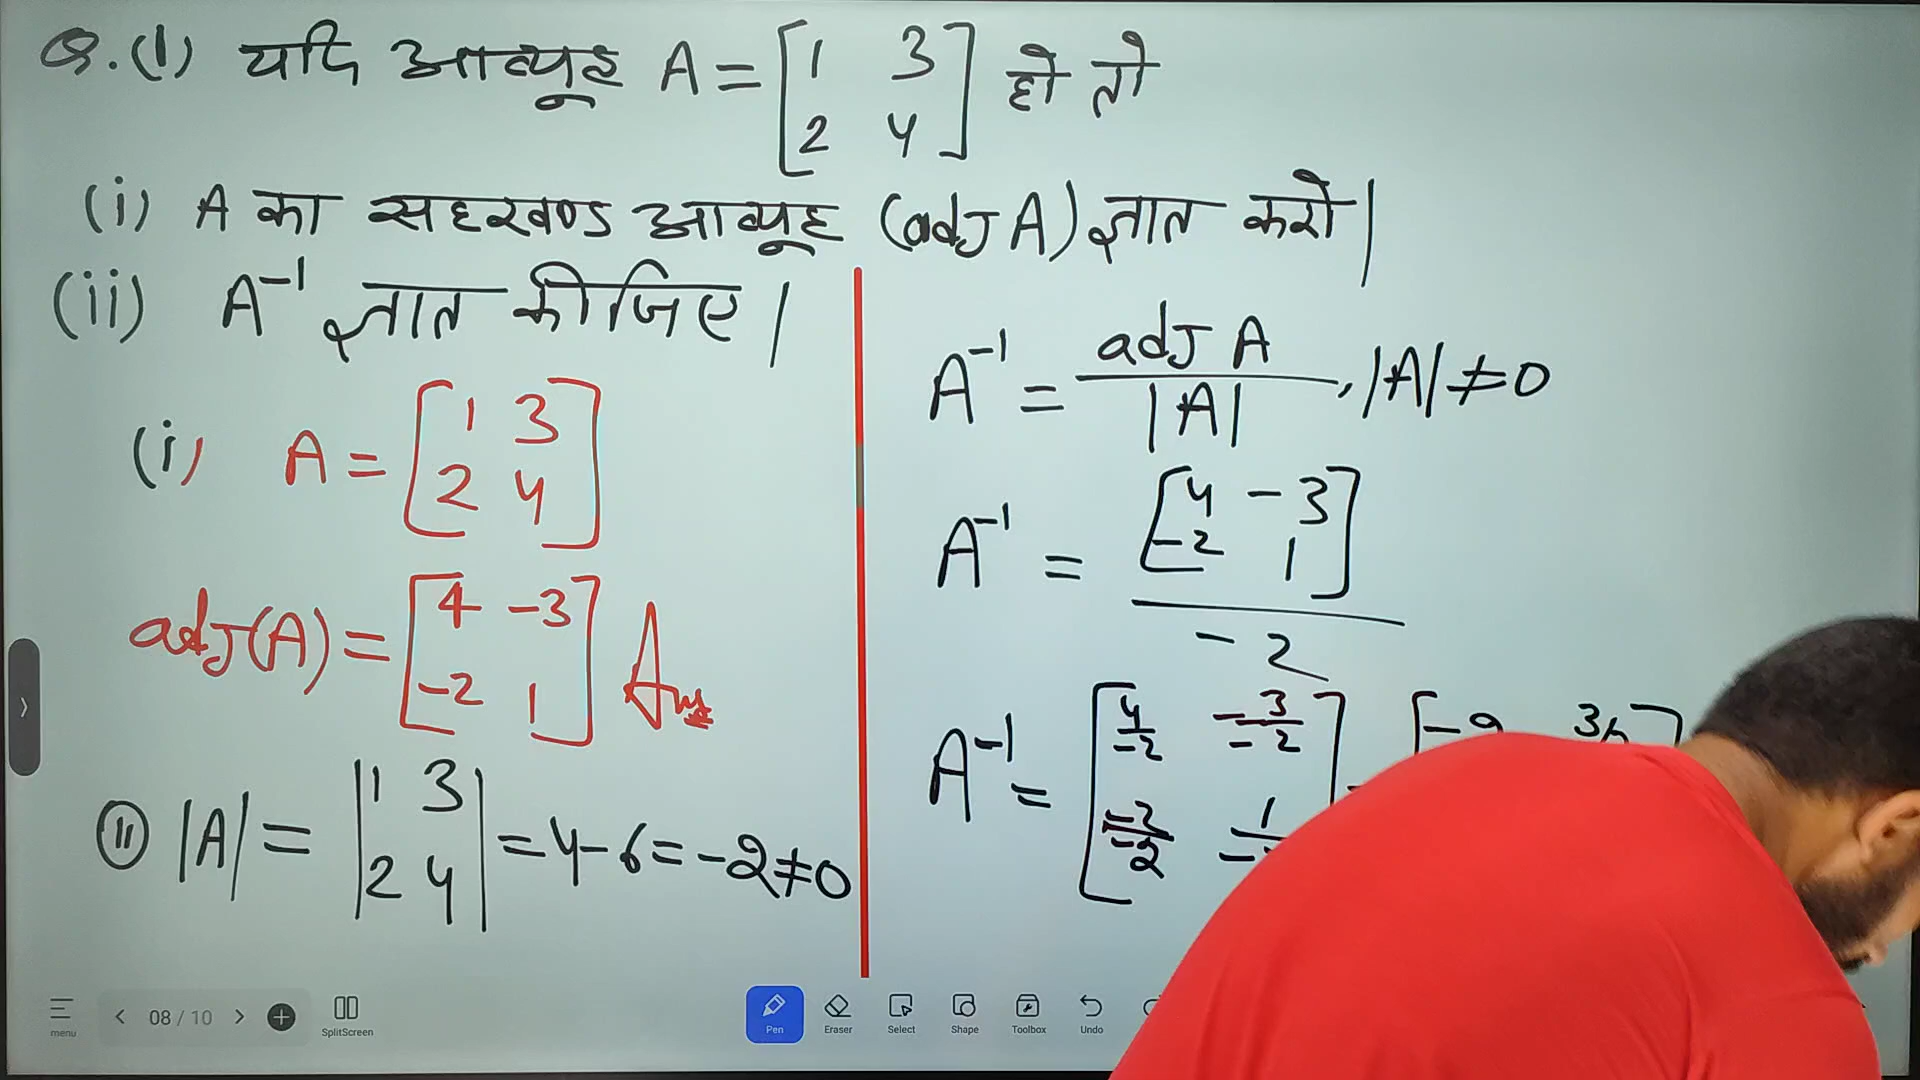 Q.(1) यदि आव्यूह A = [1 3
2 4] हो तो
(i) A का सहखण्ड आव्यूह (adj A) ज्ञात करो |
(ii) A⁻¹ ज्ञात कीजिए |
(i) A = [1 3
2 4]
adj(A) = [4 -3
-2 1] Ans
(ii) |A| = |1 3
2 4| = 4-6 = -2 ≠ 0
A⁻¹ = adj A / |A| , |A| ≠ 0
A⁻¹ = [4 -3
-2 1]
/ -2
A⁻¹ = [4/-2 -3/-2
-2/-2 1/
menu
08 / 10
SplitScreen
Pen
Eraser
Select
Shape
Toolbox
Undo